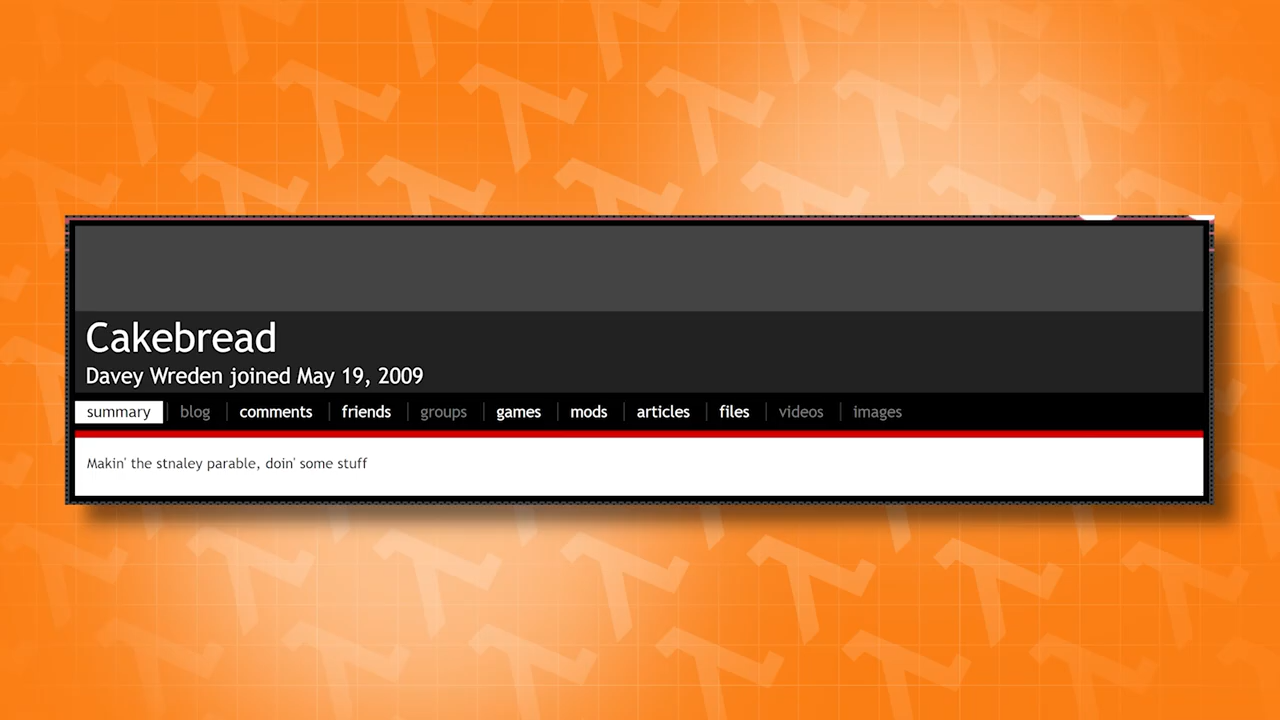 Cakebread
Davey Wreden joined May 19, 2009
summary blog comments friends groups games mods articles files videos images
Makin' the stnaley parable, doin' some stuff